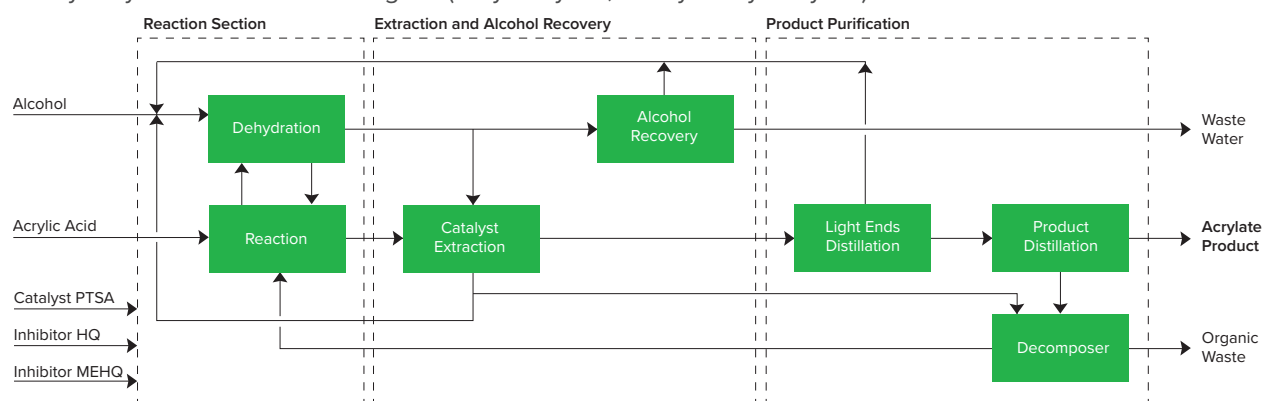 Reaction Section
Extraction and Alcohol Recovery
Product Purification
Alcohol
Dehydration
Alcohol
Recovery
Waste
Water
Acrylic Acid
Reaction
Catalyst
Extraction
Light Ends
Distillation
Product
Distillation
Acrylate
Product
Catalyst PTSA
Inhibitor HQ
Inhibitor MEHQ
Decomposer
Organic
Waste